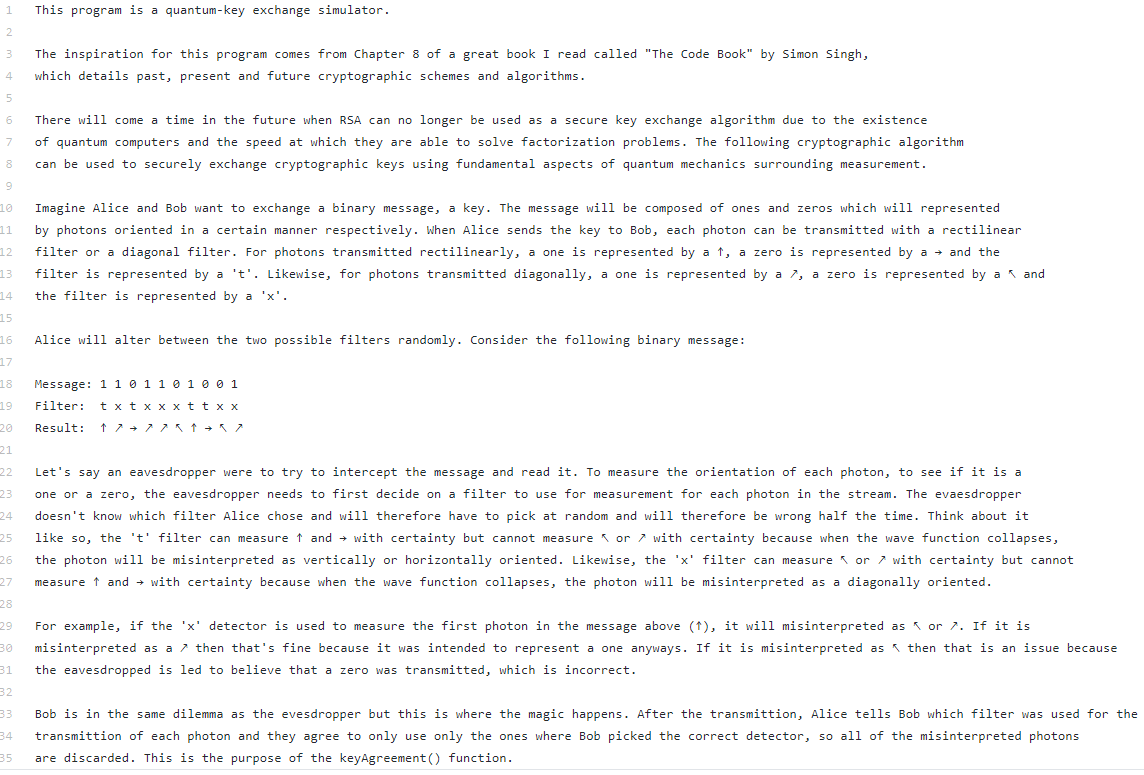 1 This program is a quantum-key exchange simulator.
2
3 The inspiration for this program comes from Chapter 8 of a great book I read called "The Code Book" by Simon Singh,
4 which details past, present and future cryptographic schemes and algorithms.
5
6 There will come a time in the future when RSA can no longer be used as a secure key exchange algorithm due to the existence
7 of quantum computers and the speed at which they are able to solve factorization problems. The following cryptographic algorithm
8 can be used to securely exchange cryptographic keys using fundamental aspects of quantum mechanics surrounding measurement.
9
10 Imagine Alice and Bob want to exchange a binary message, a key. The message will be composed of ones and zeros which will represented
11 by photons oriented in a certain manner respectively. When Alice sends the key to Bob, each photon can be transmitted with a rectilinear
12 filter or a diagonal filter. For photons transmitted rectilinearly, a one is represented by a ↑, a zero is represented by a → and the
13 filter is represented by a 't'. Likewise, for photons transmitted diagonally, a one is represented by a ↗, a zero is represented by a ↖ and
14 the filter is represented by a 'x'.
15
16 Alice will alter between the two possible filters randomly. Consider the following binary message:
17
18 Message: 1 1 0 1 1 0 1 0 0 1
19 Filter: t x t x x x t t x x
20 Result: ↑ ↗ → ↗ ↗ ↖ ↑ → ↖ ↗
21
22 Let's say an eavesdropper were to try to intercept the message and read it. To measure the orientation of each photon, to see if it is a
23 one or a zero, the eavesdropper needs to first decide on a filter to use for measurement for each photon in the stream. The evaesdropper
24 doesn't know which filter Alice chose and will therefore have to pick at random and will therefore be wrong half the time. Think about it
25 like so, the 't' filter can measure ↑ and → with certainty but cannot measure ↖ or ↗ with certainty because when the wave function collapses,
26 the photon will be misinterpreted as vertically or horizontally oriented. Likewise, the 'x' filter can measure ↖ or ↗ with certainty but cannot
27 measure ↑ and → with certainty because when the wave function collapses, the photon will be misinterpreted as a diagonally oriented.
28
29 For example, if the 'x' detector is used to measure the first photon in the message above (↑), it will misinterpreted as ↖ or ↗. If it is
30 misinterpreted as a ↗ then that's fine because it was intended to represent a one anyways. If it is misinterpreted as ↖ then that is an issue because
31 the eavesdropped is led to believe that a zero was transmitted, which is incorrect.
32
33 Bob is in the same dilemma as the evesdropper but this is where the magic happens. After the transmittion, Alice tells Bob which filter was used for the
34 transmittion of each photon and they agree to only use only the ones where Bob picked the correct detector, so all of the misinterpreted photons
35 are discarded. This is the purpose of the keyAgreement() function.